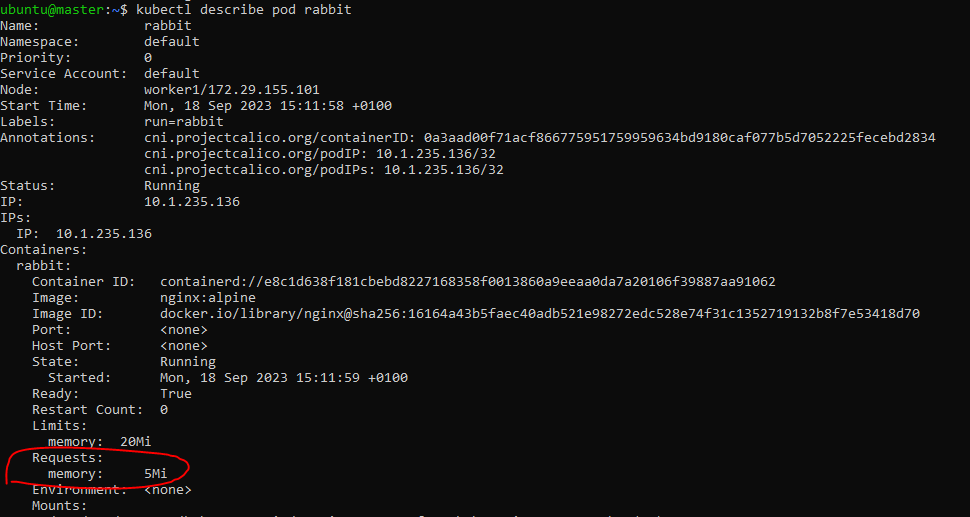 ubuntu@master:~$ kubectl describe pod rabbit
Name: rabbit
Namespace: default
Priority: 0
Service Account: default
Node: worker1/172.29.155.101
Start Time: Mon, 18 Sep 2023 15:11:58 +0100
Labels: run=rabbit
Annotations: cni.projectcalico.org/containerID: 0a3aad00f71acf866775951759959634bd9180caf077b5d7052225fecebd2834
cni.projectcalico.org/podIP: 10.1.235.136/32
cni.projectcalico.org/podIPs: 10.1.235.136/32
Status: Running
IP: 10.1.235.136
IPs:
IP: 10.1.235.136
Containers:
rabbit:
Container ID: containerd://e8c1d638f181cbebd8227168358f0013860a9eeaa0da7a20106f39887aa91062
Image: nginx:alpine
Image ID: docker.io/library/nginx@sha256:16164a43b5faec40adb521e98272edc528e74f31c1352719132b8f7e53418d70
Port: <none>
Host Port: <none>
State: Running
Started: Mon, 18 Sep 2023 15:11:59 +0100
Ready: True
Restart Count: 0
Limits:
memory: 20Mi
Requests:
memory: 5Mi
Environment: <none>
Mounts: